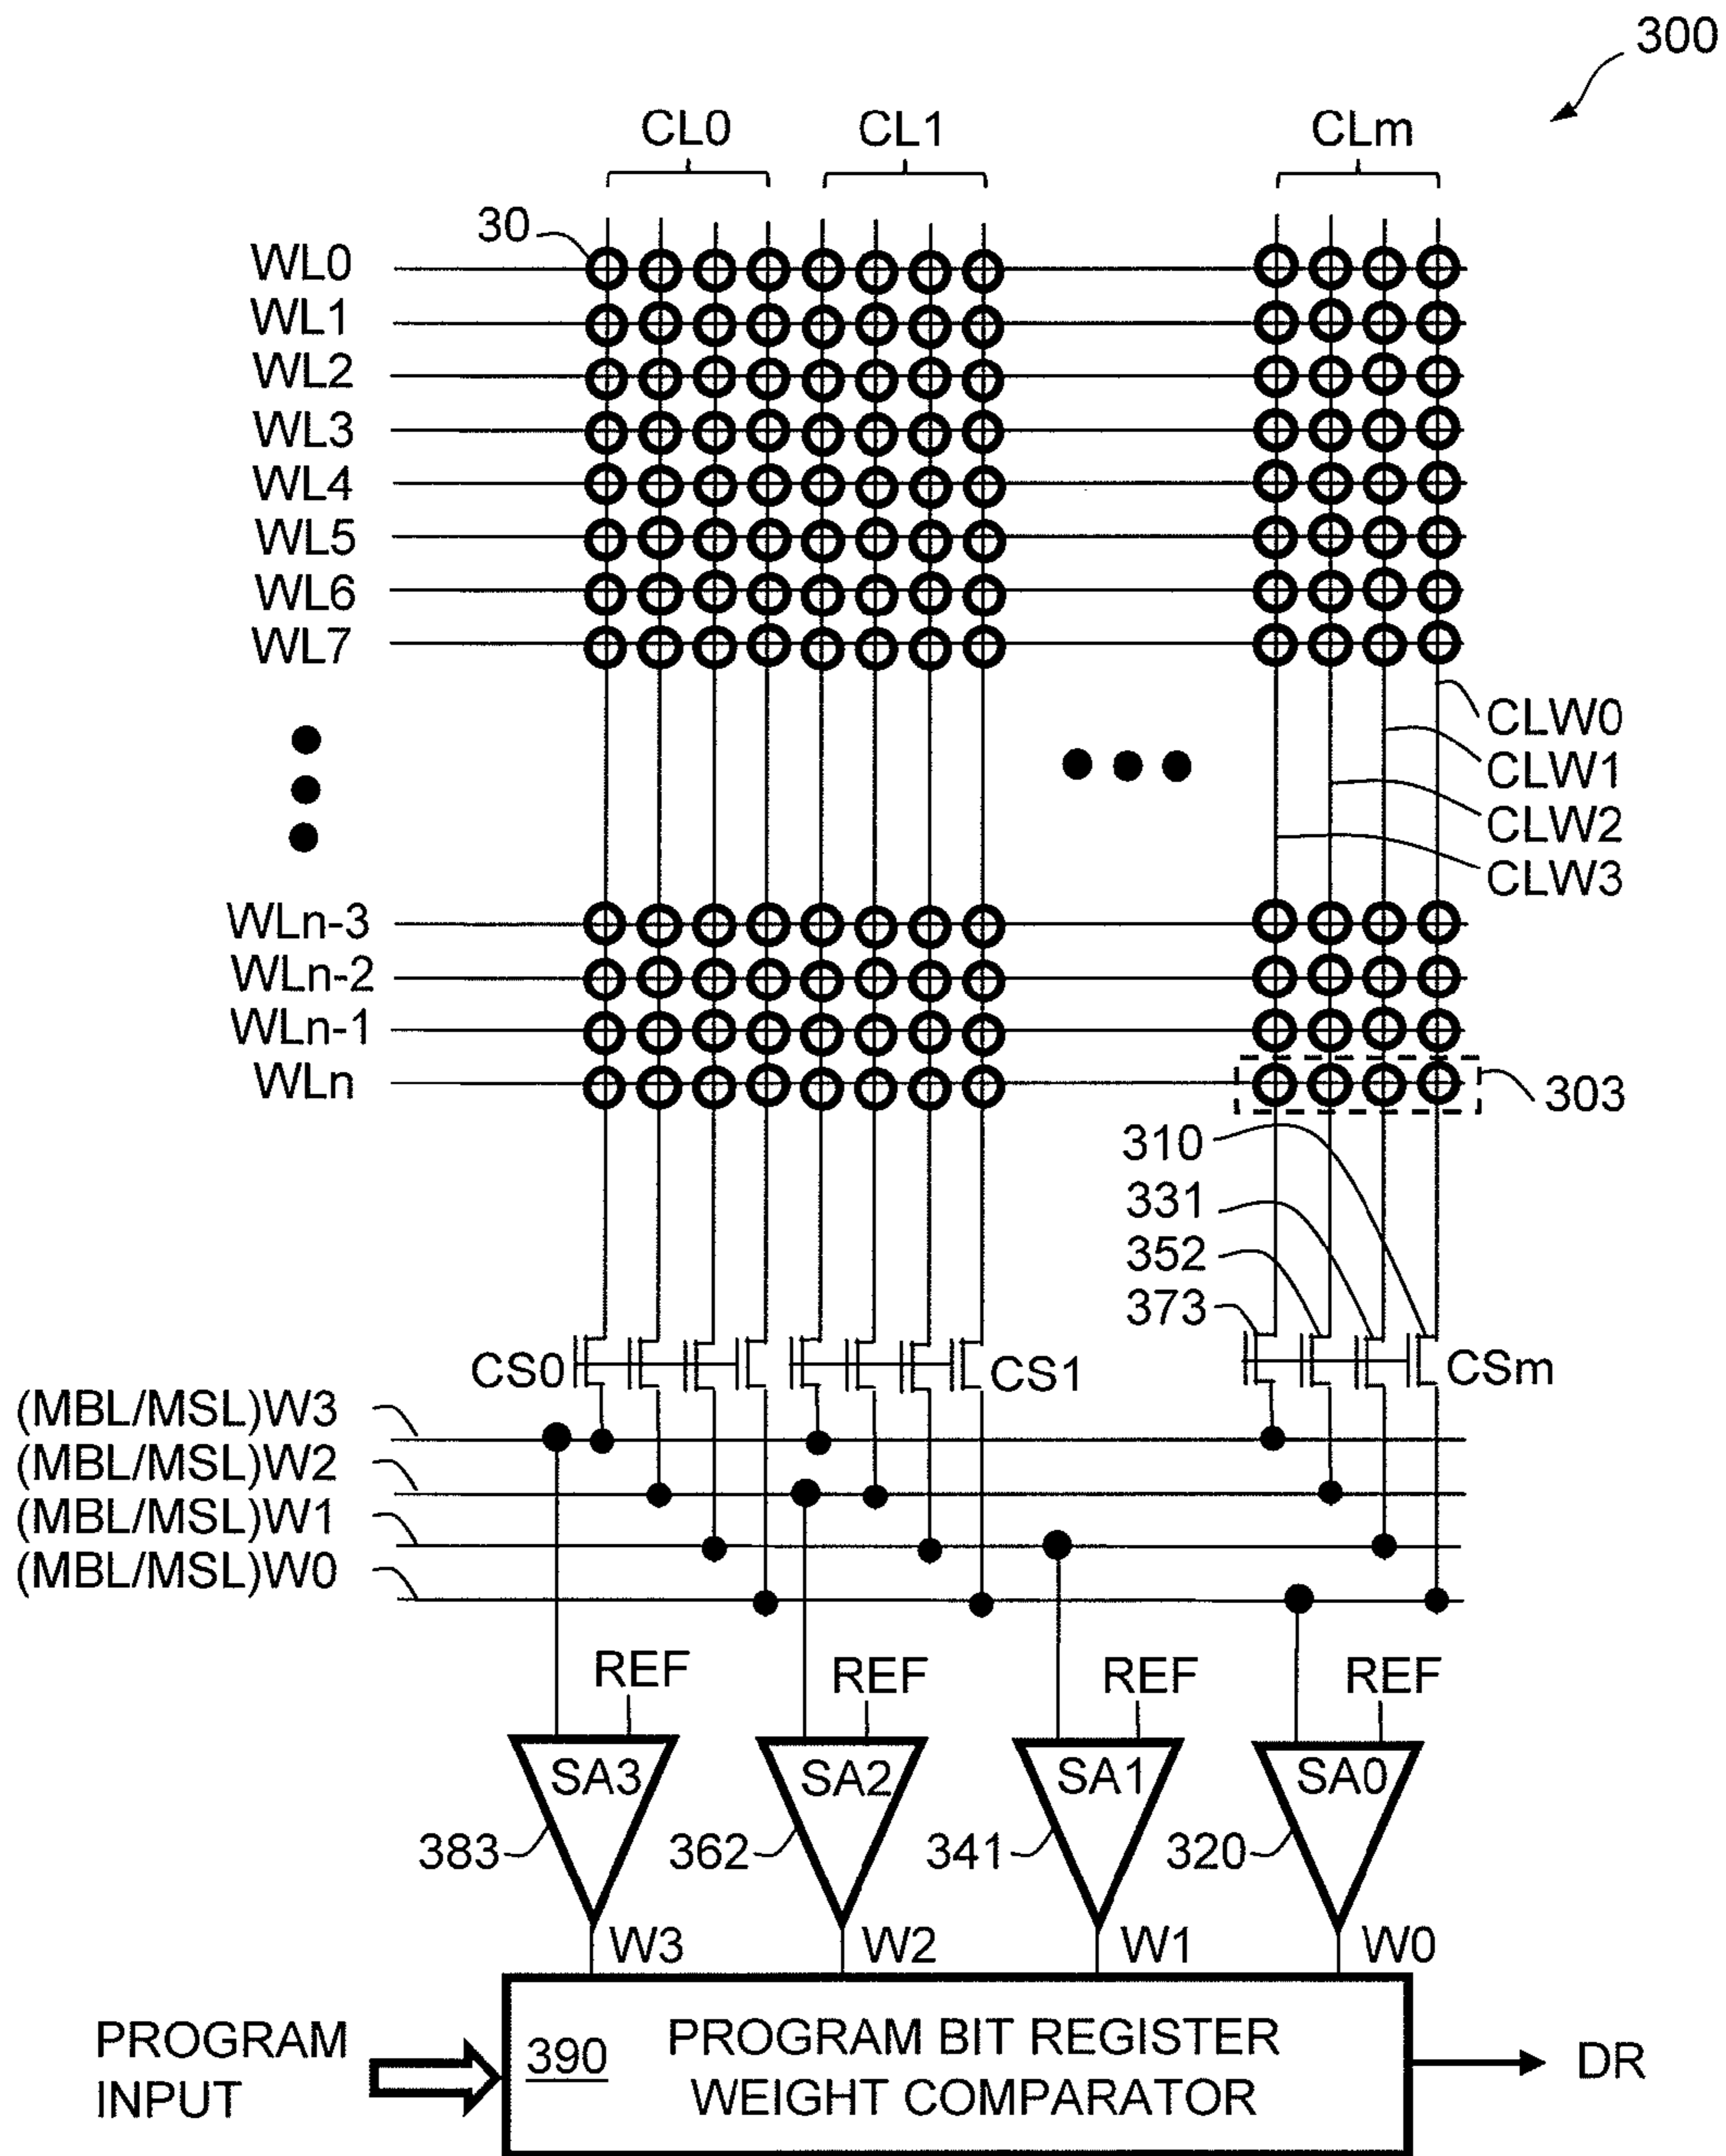 300
CL0 CL1 CLm
30
WL0
WL1
WL2
WL3
WL4
WL5
WL6
WL7
CLW0
CLW1
CLW2
CLW3
WLn-3
WLn-2
WLn-1
WLn
303
310
331
352
373
CS0 CS1 CSm
(MBL/MSL)W3
(MBL/MSL)W2
(MBL/MSL)W1
(MBL/MSL)W0
REF REF REF REF
SA3 SA2 SA1 SA0
383 362 341 320
W3 W2 W1 W0
PROGRAM INPUT
390
PROGRAM BIT REGISTER
WEIGHT COMPARATOR
DR